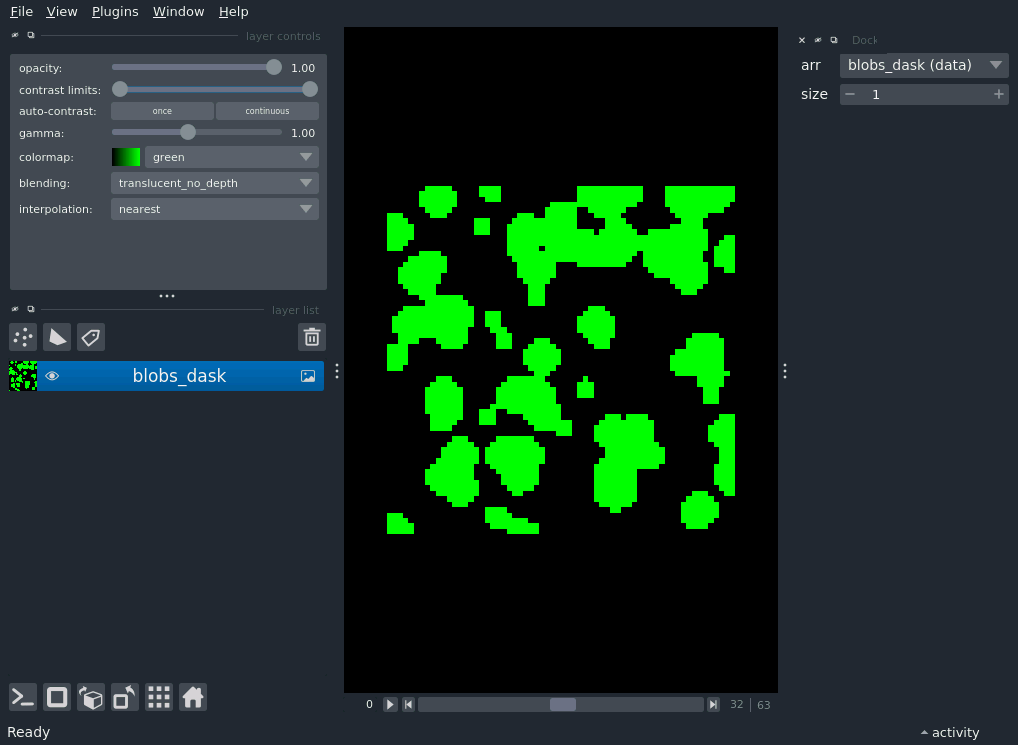 File View Plugins Window Help
layer controls
Dock
opacity: 1.00
arr blobs_dask (data)
contrast limits:
size 1
auto-contrast: once continuous
gamma: 1.00
colormap: green
blending: translucent_no_depth
interpolation: nearest
layer list
blobs_dask
0 32 63
Ready activity